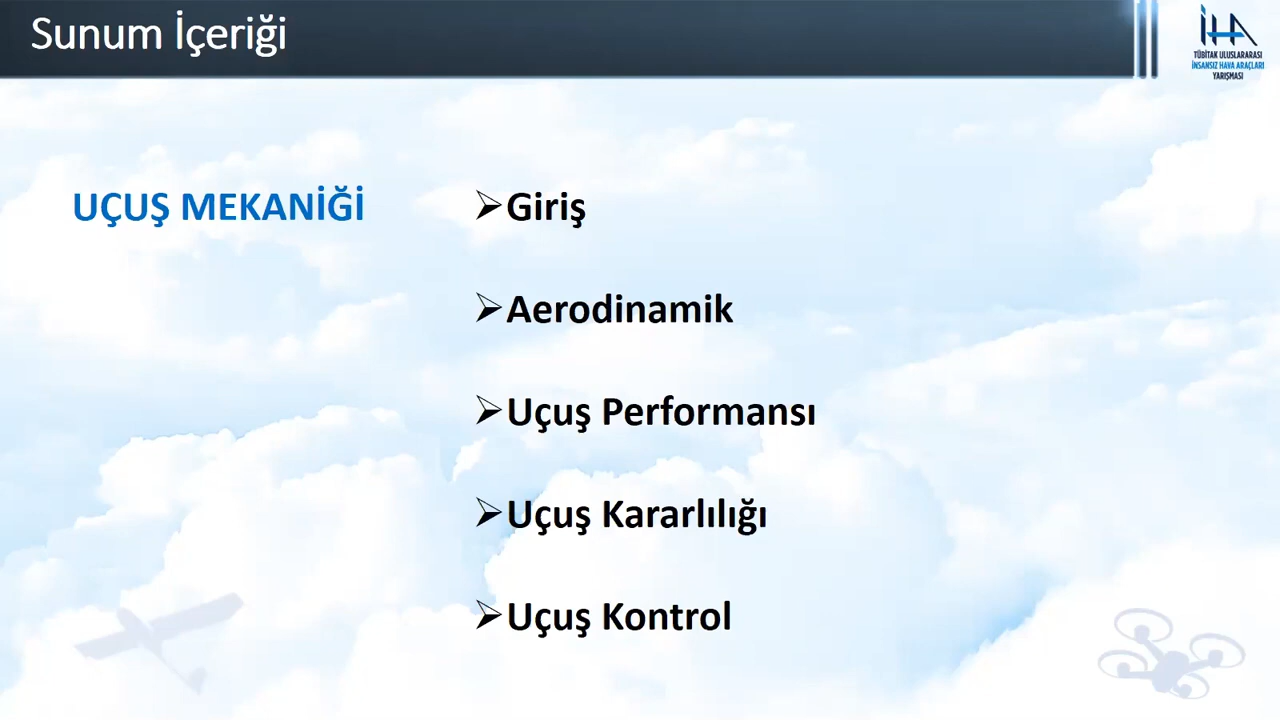 Sunum İçeriği
İHA
TÜBİTAK ULUSLARARASI
İNSANSIZ HAVA ARAÇLARI
YARIŞMASI
UÇUŞ MEKANİĞİ
Giriş
Aerodinamik
Uçuş Performansı
Uçuş Kararlılığı
Uçuş Kontrol